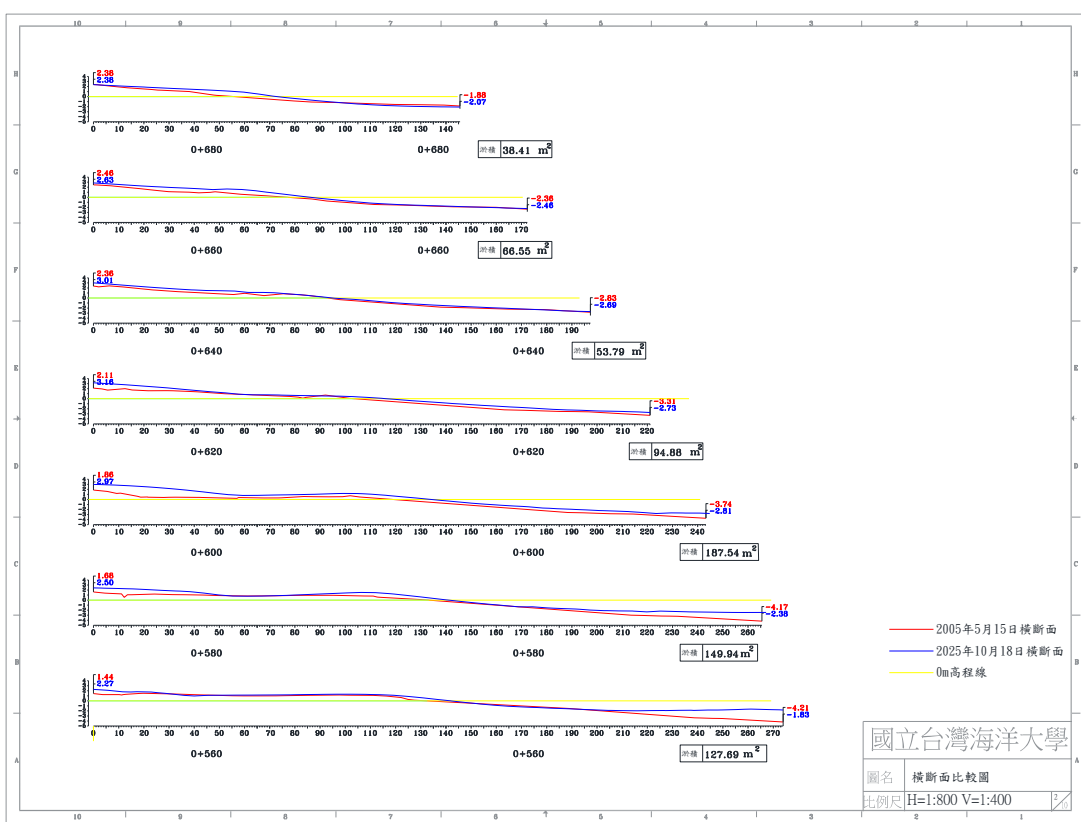 10 9 8 7 6 5 4 3 2 1
H
2.38
2.38
-1.88
-2.07
0 10 20 30 40 50 60 70 80 90 100 110 120 130 140
0+680 0+680
淤積 38.41 m²
G
2.46
2.63
-2.36
-2.46
0 10 20 30 40 50 60 70 80 90 100 110 120 130 140 150 160 170
0+660 0+660
淤積 66.55 m²
F
2.36
3.01
-2.63
-2.69
0 10 20 30 40 50 60 70 80 90 100 110 120 130 140 150 160 170 180 190
0+640 0+640
淤積 53.79 m²
E
2.11
3.16
-3.31
-2.73
0 10 20 30 40 50 60 70 80 90 100 110 120 130 140 150 160 170 180 190 200 210 220
0+620 0+620
淤積 94.88 m²
D
1.86
2.97
-3.74
-2.81
0 10 20 30 40 50 60 70 80 90 100 110 120 130 140 150 160 170 180 190 200 210 220 230 240
0+600 0+600
淤積 187.54 m²
C
1.68
2.50
-4.17
-2.38
0 10 20 30 40 50 60 70 80 90 100 110 120 130 140 150 160 170 180 190 200 210 220 230 240 250 260
0+580 0+580
淤積 149.94 m²
2005年5月15日橫斷面
2025年10月18日橫斷面
0m高程線
B
1.44
2.27
-4.21
-1.83
0 10 20 30 40 50 60 70 80 90 100 110 120 130 140 150 160 170 180 190 200 210 220 230 240 250 260 270
0+560 0+560
淤積 127.69 m²
A
國立台灣海洋大學
圖名 橫斷面比較圖
比例尺 H=1:800 V=1:400 2/10
10 9 8 7 6 5 4 3 2 1